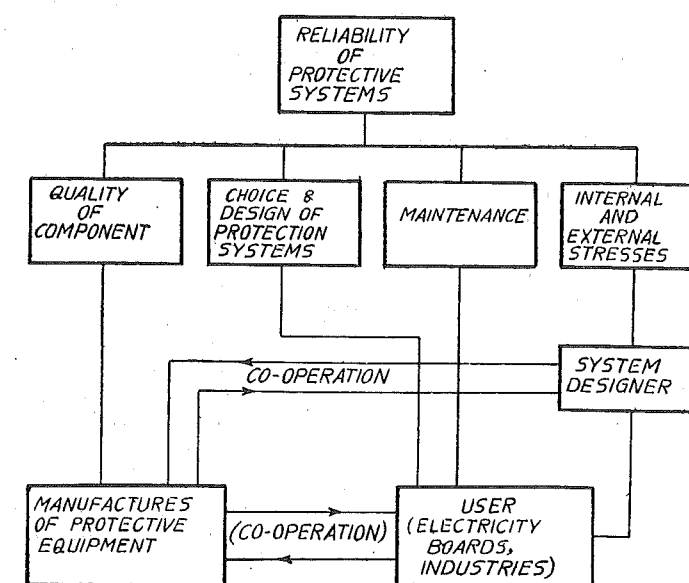 RELIABILITY
OF
PROTECTIVE
SYSTEMS
QUALITY
OF
COMPONENT
CHOICE &
DESIGN OF
PROTECTION
SYSTEMS
MAINTENANCE
INTERNAL
AND
EXTERNAL
STRESSES
CO-OPERATION
SYSTEM
DESIGNER
MANUFACTURES
OF PROTECTIVE
EQUIPMENT
(CO-OPERATION)
USER
(ELECTRICITY
BOARDS,
INDUSTRIES)